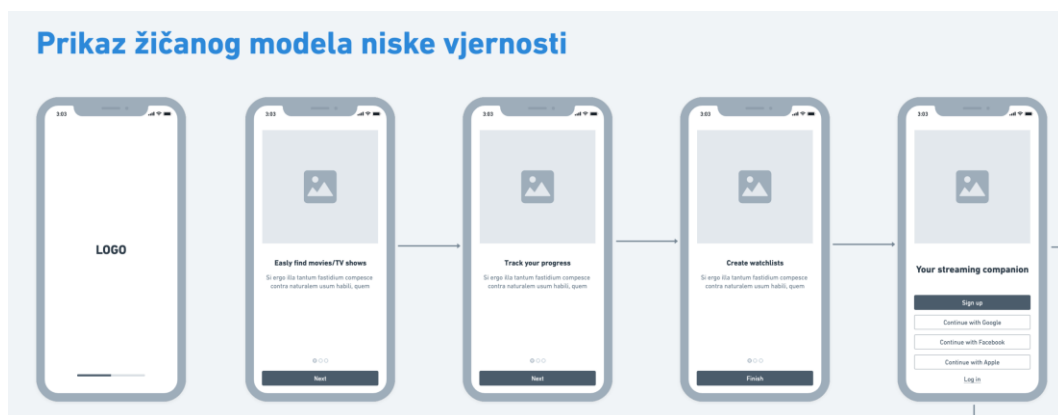 Prikaz žičanog modela niske vjernosti
3:03
LOGO
3:03
Easly find movies/TV shows
Si ergo illa tantum fastidium compesce
contra naturalem usum habili, quem
Next
3:03
Track your progress
Si ergo illa tantum fastidium compesce
contra naturalem usum habili, quem
Next
3:03
Create watchlists
Si ergo illa tantum fastidium compesce
contra naturalem usum habili, quem
Finish
3:03
Your streaming companion
Sign up
Continue with Google
Continue with Facebook
Continue with Apple
Log in